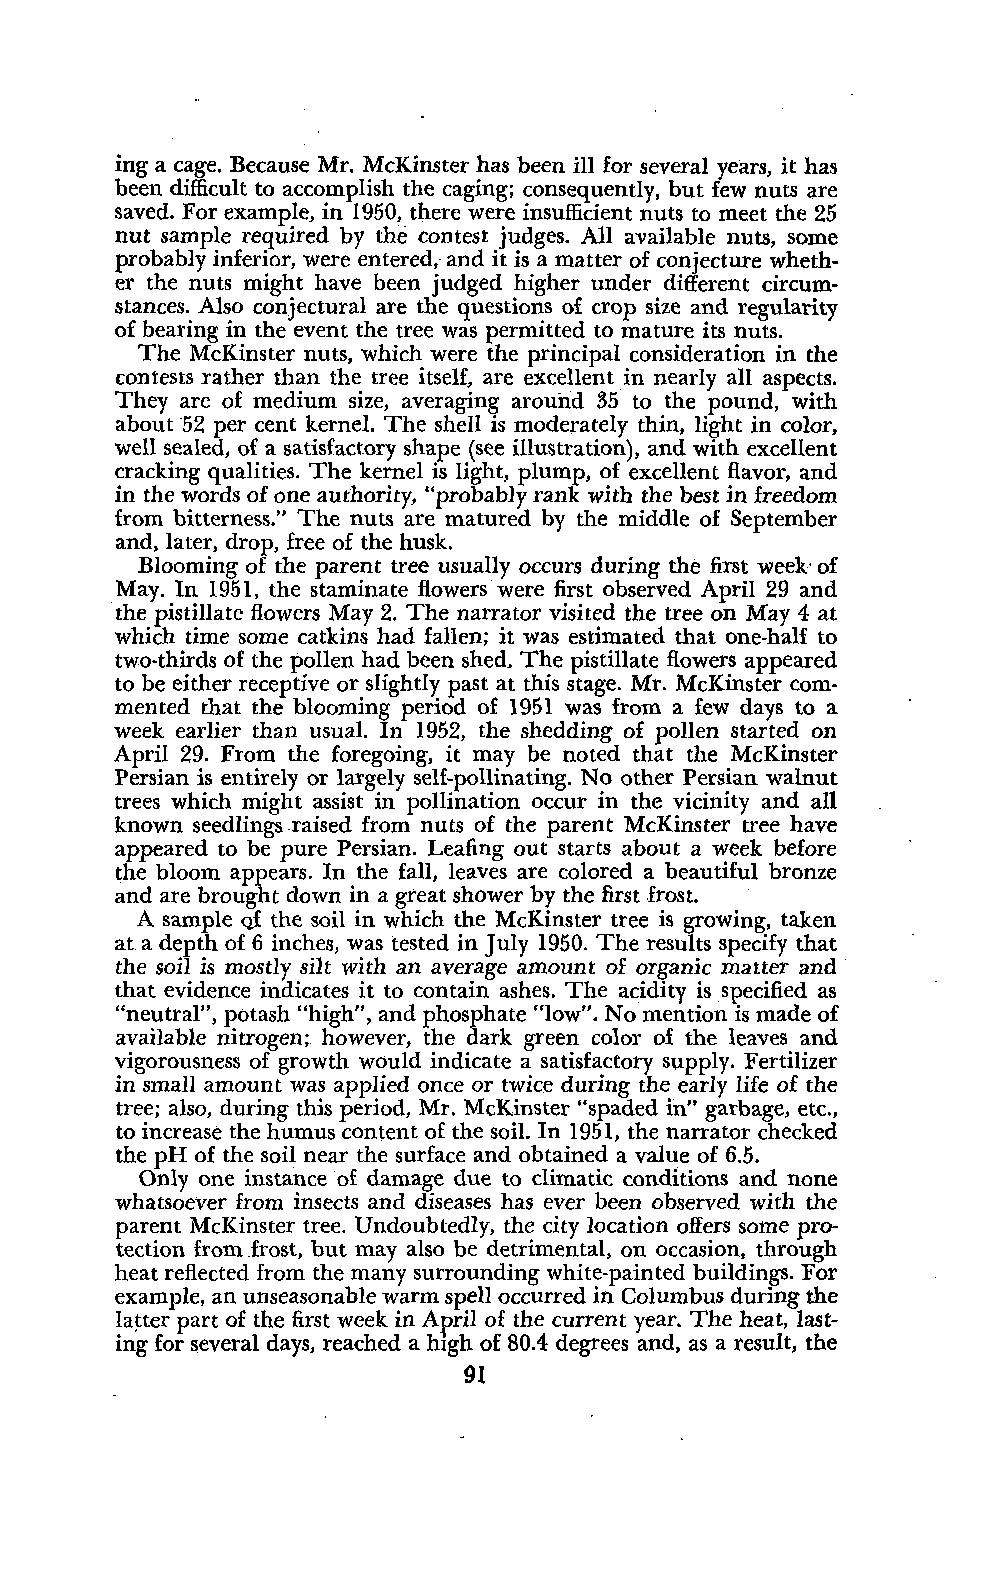 ing a cage. Because Mr. McKinster has been ill for several years, it has
been difficult to accomplish the caging; consequently, but few nuts are
saved. For example, in 1950, there were insufficient nuts to meet the 25
nut sample required by the contest judges. All available nuts, some
probably inferior, were entered, and it is a matter of conjecture wheth-
er the nuts might have been judged higher under different circum-
stances. Also conjectural are the questions of crop size and regularity
of bearing in the event the tree was permitted to mature its nuts.
The McKinster nuts, which were the principal consideration in the
contests rather than the tree itself, are excellent in nearly all aspects.
They are of medium size, averaging around 35 to the pound, with
about 52 per cent kernel. The shell is moderately thin, light in color,
well sealed, of a satisfactory shape (see illustration), and with excellent
cracking qualities. The kernel is light, plump, of excellent flavor, and
in the words of one authority, "probably rank with the best in freedom
from bitterness." The nuts are matured by the middle of September
and, later, drop, free of the husk.
Blooming of the parent tree usually occurs during the first week of
May. In 1951, the staminate flowers were first observed April 29 and
the pistillate flowers May 2. The narrator visited the tree on May 4 at
which time some catkins had fallen; it was estimated that one-half to
two-thirds of the pollen had been shed. The pistillate flowers appeared
to be either receptive or slightly past at this stage. Mr. McKinster com-
mented that the blooming period of 1951 was from a few days to a
week earlier than usual. In 1952, the shedding of pollen started on
April 29. From the foregoing, it may be noted that the McKinster
Persian is entirely or largely self-pollinating. No other Persian walnut
trees which might assist in pollination occur in the vicinity and all
known seedlings raised from nuts of the parent McKinster tree have
appeared to be pure Persian. Leafing out starts about a week before
the bloom appears. In the fall, leaves are colored a beautiful bronze
and are brought down in a great shower by the first frost.
A sample of the soil in which the McKinster tree is growing, taken
at a depth of 6 inches, was tested in July 1950. The results specify that
the soil is mostly silt with an average amount of organic matter and
that evidence indicates it to contain ashes. The acidity is specified as
"neutral", potash "high", and phosphate "low". No mention is made of
available nitrogen; however, the dark green color of the leaves and
vigorousness of growth would indicate a satisfactory supply. Fertilizer
in small amount was applied once or twice during the early life of the
tree; also, during this period, Mr. McKinster "spaded in" garbage, etc.,
to increase the humus content of the soil. In 1951, the narrator checked
the pH of the soil near the surface and obtained a value of 6.5.
Only one instance of damage due to climatic conditions and none
whatsoever from insects and diseases has ever been observed with the
parent McKinster tree. Undoubtedly, the city location offers some pro-
tection from frost, but may also be detrimental, on occasion, through
heat reflected from the many surrounding white-painted buildings. For
example, an unseasonable warm spell occurred in Columbus during the
latter part of the first week in April of the current year. The heat, last-
ing for several days, reached a high of 80.4 degrees and, as a result, the
91